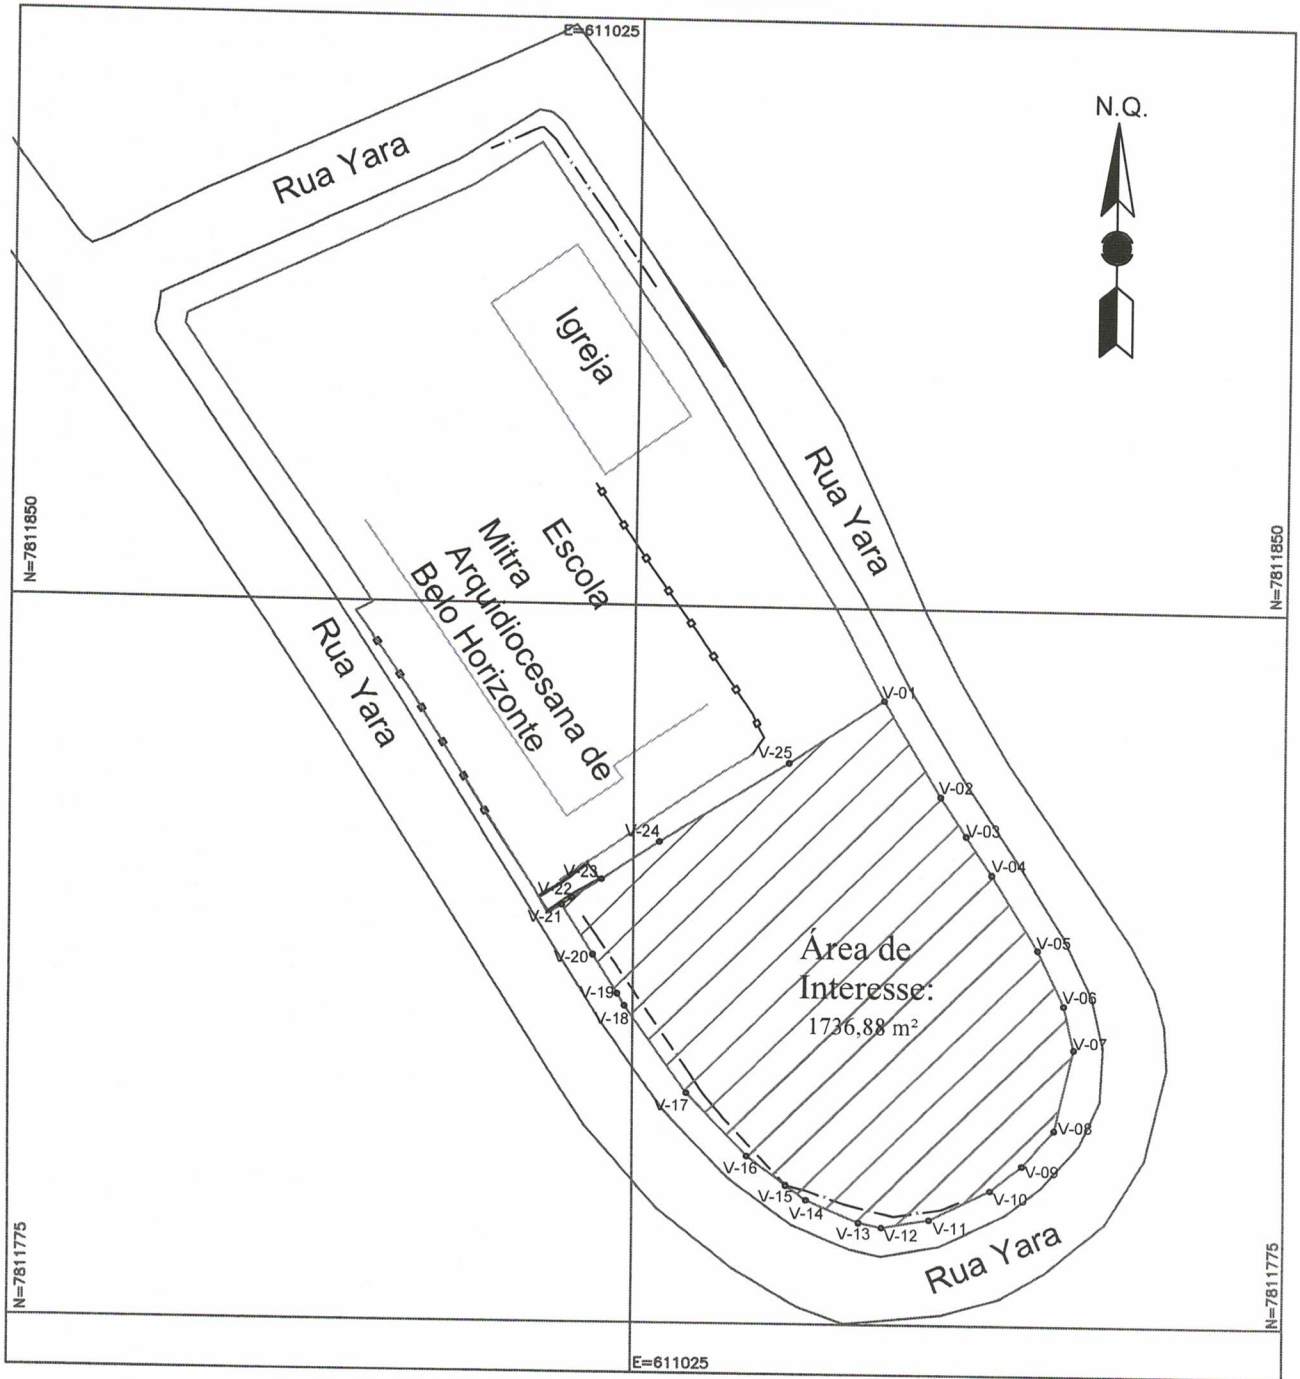 E=611025
N.Q.
Rua Yara
Igreja
Rua Yara
N=7811850
N=7811850
Escola
Mitra
Arquidiocesana de
Belo Horizonte
Rua Yara
V-01
V-25
V-02
V-24
V-03
V-04
V-23
V-22
V-21
V-20
V-05
Área de
Interesse:
1736,88 m²
V-19
V-06
V-18
V-07
V-17
V-08
V-16
V-09
V-15
V-10
V-14
V-13
V-12
V-11
Rua Yara
N=7811775
N=7811775
E=611025